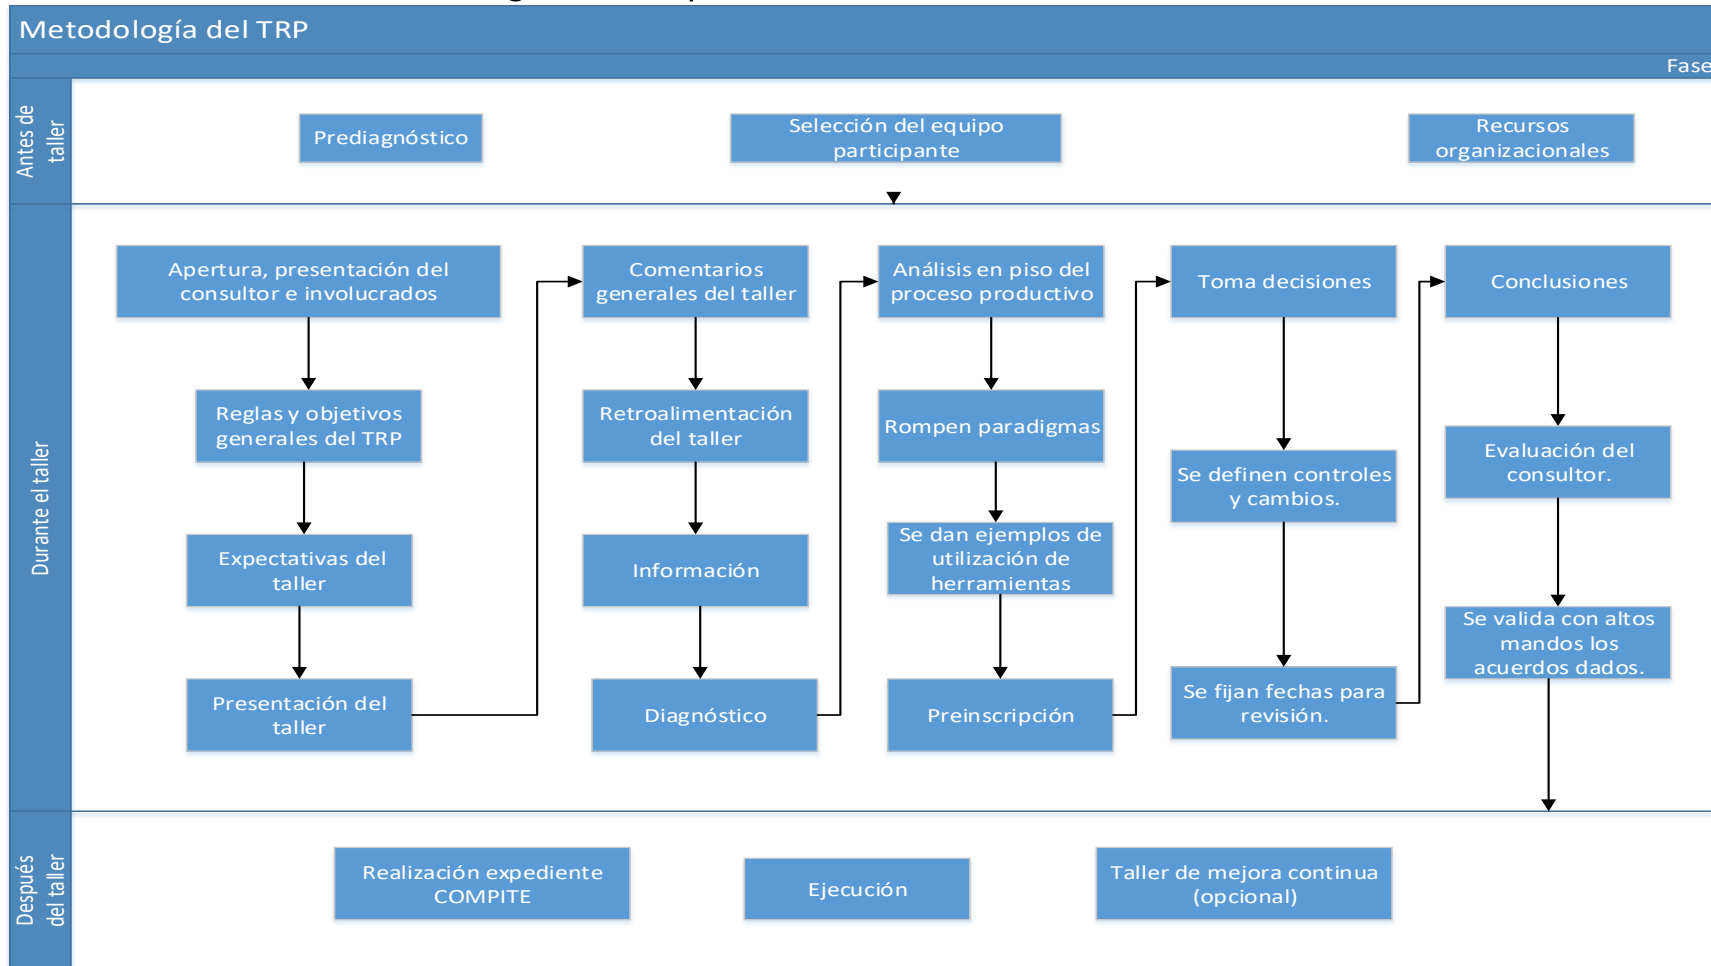 Metodología del TRP
Fase
Antes de
taller
Prediagnóstico
Selección del equipo
participante
Recursos
organizacionales
Durante el taller
Apertura, presentación del
consultor e involucrados
Reglas y objetivos
generales del TRP
Expectativas del
taller
Presentación del
taller
Comentarios
generales del taller
Retroalimentación
del taller
Información
Diagnóstico
Análisis en piso del
proceso productivo
Rompen paradigmas
Se dan ejemplos de
utilización de
herramientas
Preinscripción
Toma decisiones
Se definen controles
y cambios.
Se fijan fechas para
revisión.
Conclusiones
Evaluación del
consultor.
Se valida con altos
mandos los
acuerdos dados.
Después
del taller
Realización expediente
COMPITE
Ejecución
Taller de mejora continua
(opcional)